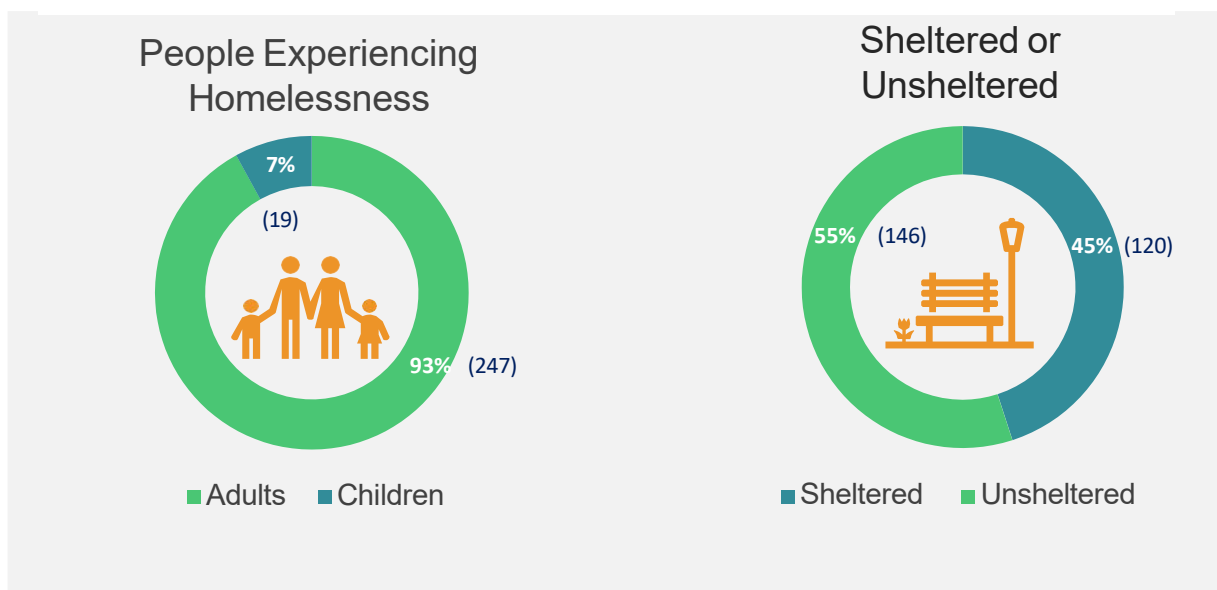 People Experiencing
Homelessness
7%
(19)
93%
(247)
Adults
Children
Sheltered or
Unsheltered
55%
(146)
45%
(120)
Sheltered
Unsheltered